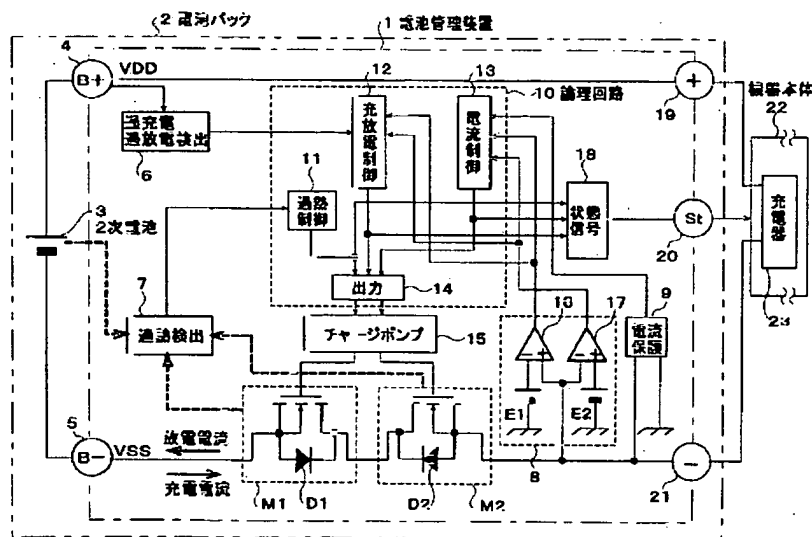 2 電池パック
1 電池管理装置
4
B+
VDD
12
13
10 論理回路
+
19
機器本体
22
過充電
過放電検出
6
充放電制御
電流制御
11
過熱
制御
18
状態
信号
St
20
充電器
23
3
2次電池
7
過熱検出
出力
14
チャージポンプ
15
16
17
9
電流
保護
E1
E2
8
5
B-
VSS
放電電流
充電電流
M1
D1
D2
M2
-
21